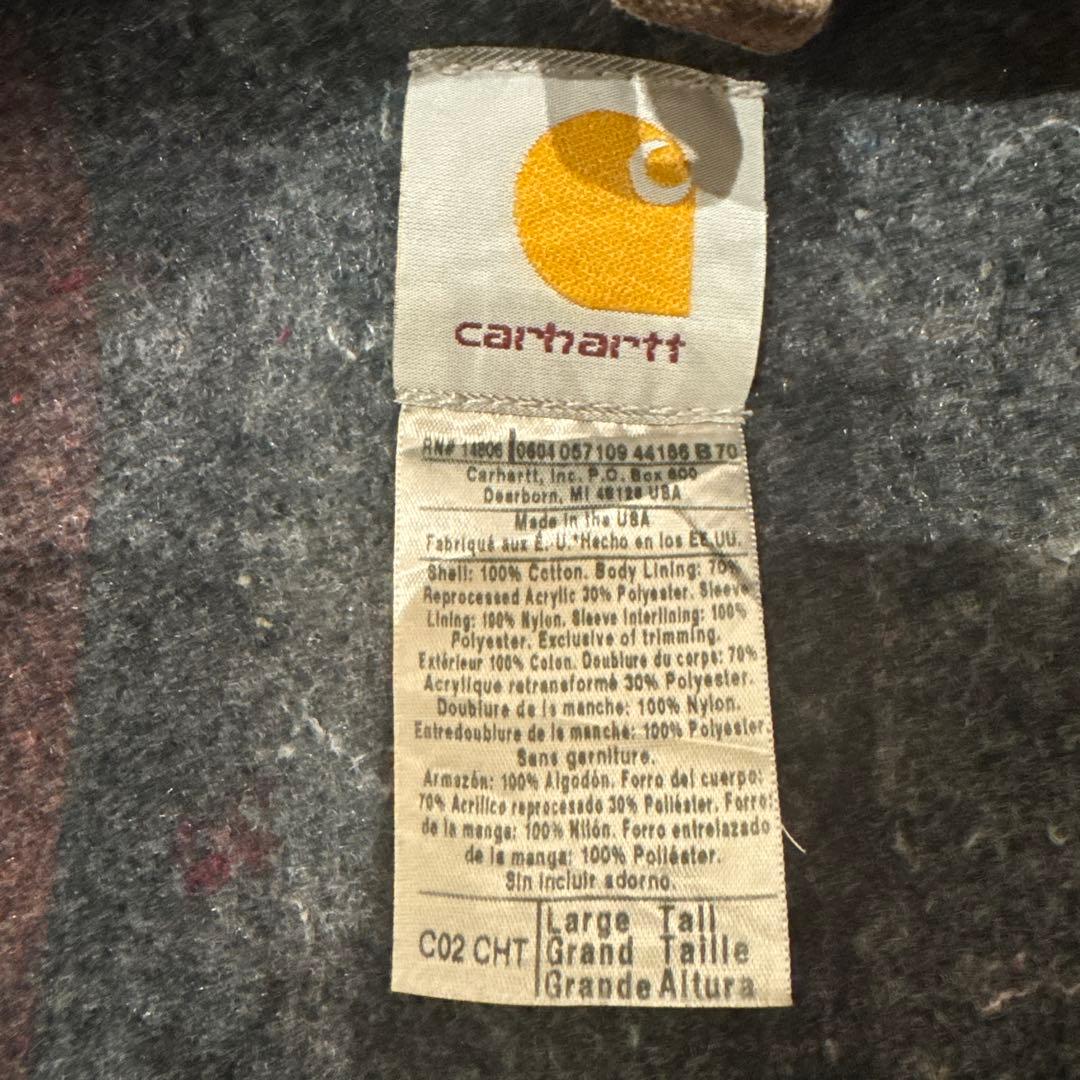 carhartt
RN# 14806 0604 057109 44186 B 70
Carhartt, Inc. P.O. Box 600
Dearborn, MI 48128 USA
Made in the USA
Fabriqué aux É. U. *Hecho en los EE.UU.
Shell: 100% Cotton. Body Lining: 70%
Reprocessed Acrylic 30% Polyester. Sleeve
Lining: 100% Nylon. Sleeve Interlining: 100%
Polyester. Exclusive of trimming.
Extérieur 100% Coton. Doublure du corps: 70%
Acrylique retransformé 30% Polyester.
Doublure de la manche: 100% Nylon.
Entredoublure de la manche: 100% Polyester.
Sans garniture.
Armazón: 100% Algodón. Forro del cuerpo:
70% Acrílico reprocesado 30% Poliéster. Forro:
de la manga: 100% Nilón. Forro entrelazado
de la manga: 100% Poliéster.
Sin incluir adorno.
C02 CHT
Large Tall
Grand Taille
Grande Altura